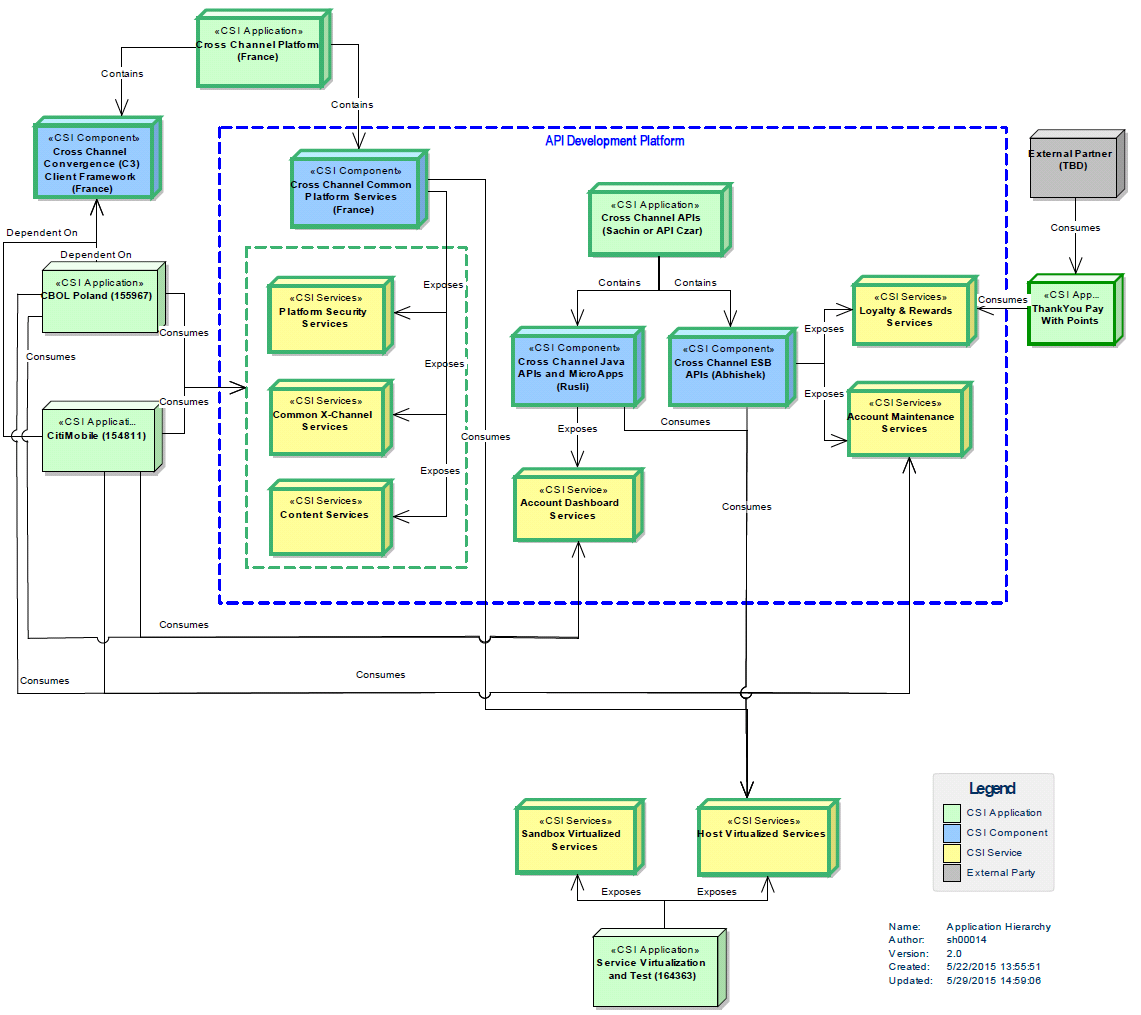 «CSI Application»
Cross Channel Platform
(France)
Contains
Contains
«CSI Component»
Cross Channel
Convergence (C3)
Client Framework
(France)
API Development Platform
«CSI Component»
Cross Channel Common
Platform Services
(France)
«CSI Application»
Cross Channel APIs
(Sachin or API Czar)
External Partner
(TBD)
Consumes
Dependent On
Dependent On
«CSI Application»
CBOL Poland (155967)
Consumes
Consumes
Consumes
«CSI Applicati...
CitiMobile (154811)
Exposes
«CSI Services»
Platform Security
Services
Exposes
«CSI Services»
Common X-Channel
Services
Consumes
Exposes
«CSI Services»
Content Services
Contains
Contains
«CSI Component»
Cross Channel Java
APIs and MicroApps
(Rusli)
«CSI Component»
Cross Channel ESB
APIs (Abhishek)
Exposes
Exposes
«CSI Services»
Loyalty & Rewards
Services
Consumes
«CSI App...
ThankYou Pay
With Points
«CSI Services»
Account Maintenance
Services
Exposes
Consumes
«CSI Service»
Account Dashboard
Services
Consumes
Consumes
Consumes
Consumes
«CSI Services»
Sandbox Virtualized
Services
«CSI Services»
Host Virtualized Services
Exposes
Exposes
«CSI Application»
Service Virtualization
and Test (164363)
Legend
CSI Application
CSI Component
CSI Service
External Party
Name: Application Hierarchy
Author: sh00014
Version: 2.0
Created: 5/22/2015 13:55:51
Updated: 5/29/2015 14:59:06